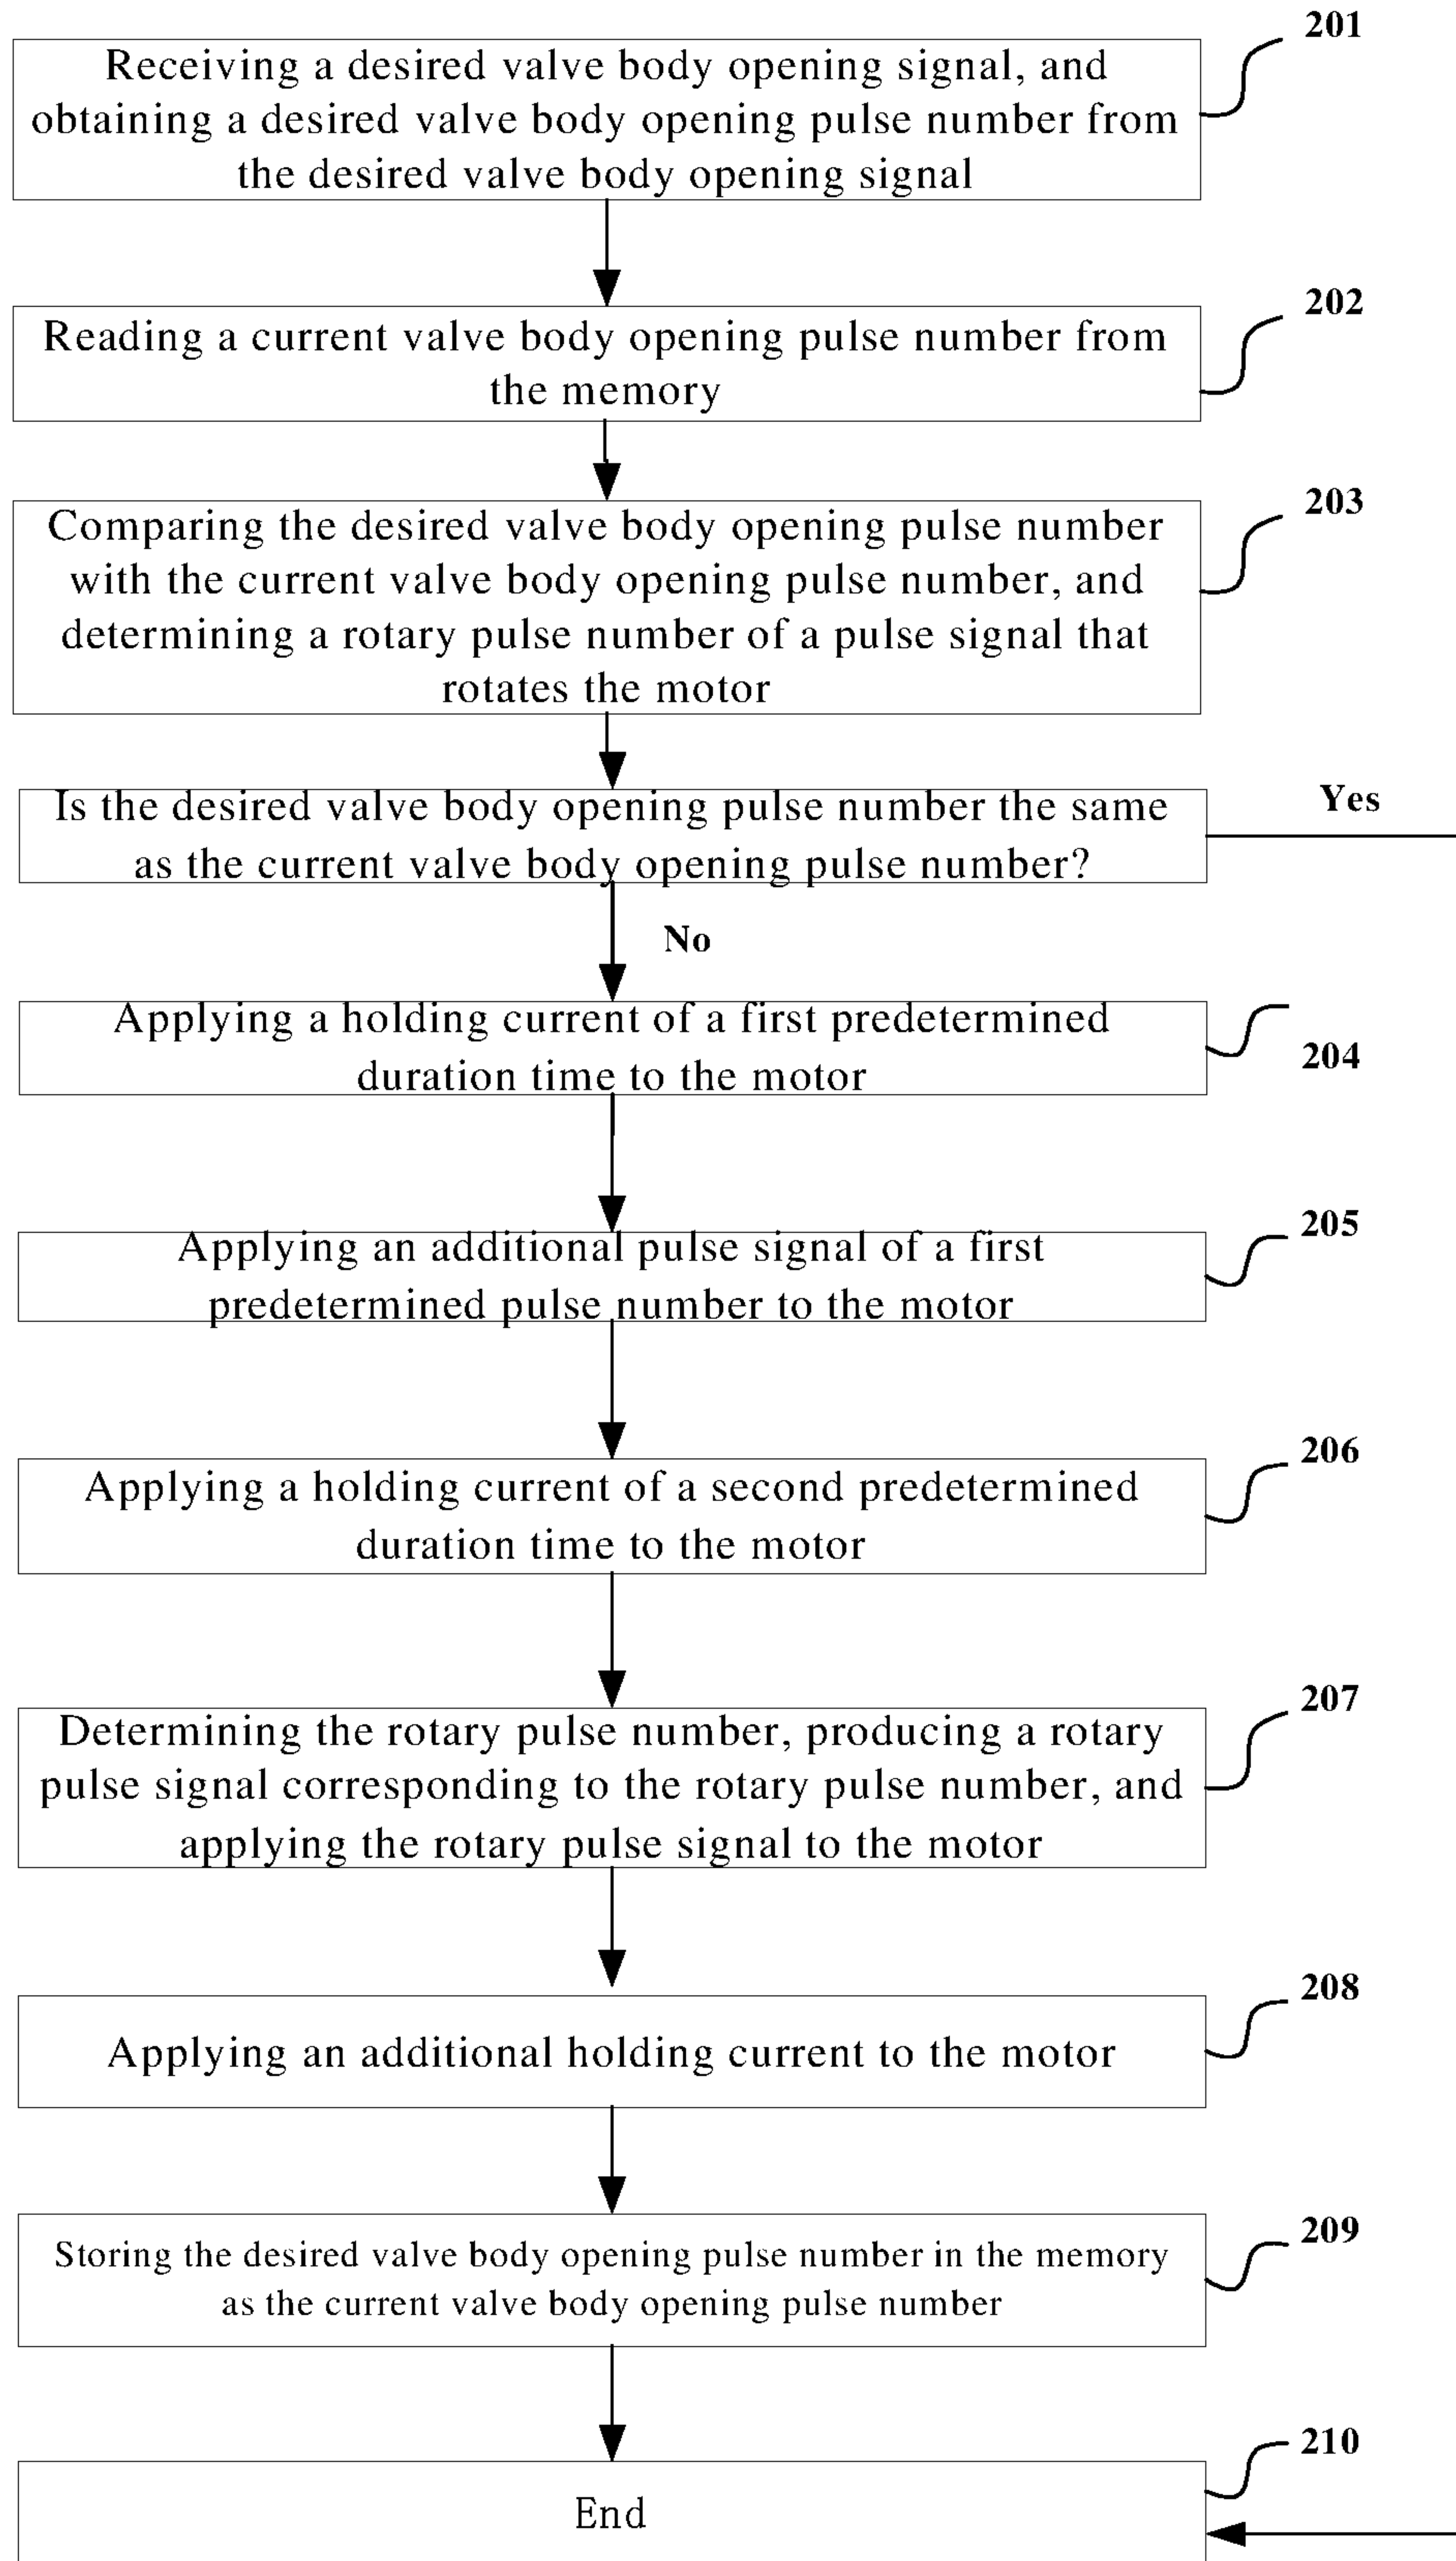 201
Receiving a desired valve body opening signal, and
obtaining a desired valve body opening pulse number from
the desired valve body opening signal
202
Reading a current valve body opening pulse number from
the memory
203
Comparing the desired valve body opening pulse number
with the current valve body opening pulse number, and
determining a rotary pulse number of a pulse signal that
rotates the motor
Is the desired valve body opening pulse number the same
as the current valve body opening pulse number?
Yes
No
Applying a holding current of a first predetermined
duration time to the motor
204
205
Applying an additional pulse signal of a first
predetermined pulse number to the motor
206
Applying a holding current of a second predetermined
duration time to the motor
207
Determining the rotary pulse number, producing a rotary
pulse signal corresponding to the rotary pulse number, and
applying the rotary pulse signal to the motor
208
Applying an additional holding current to the motor
209
Storing the desired valve body opening pulse number in the memory
as the current valve body opening pulse number
210
End